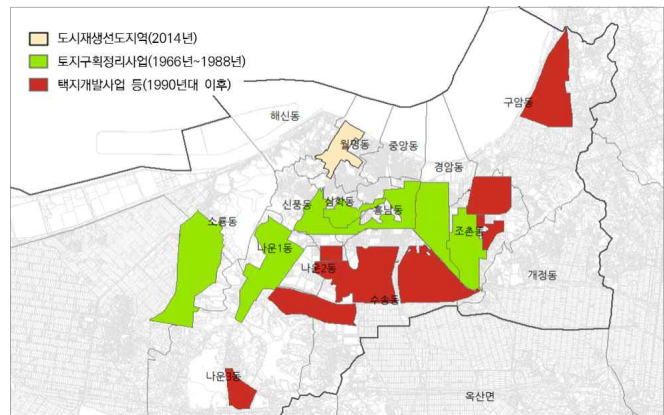 도시재생선도지역(2014년)
토지구획정리사업(1966년~1988년)
택지개발사업 등(1990년대 이후)
구암동
해신동
월명동
중앙동
경암동
신풍동
삼학동
흥남동
소룡동
조촌동
나운1동
나운2동
개정동
수송동
나운3동
옥산면